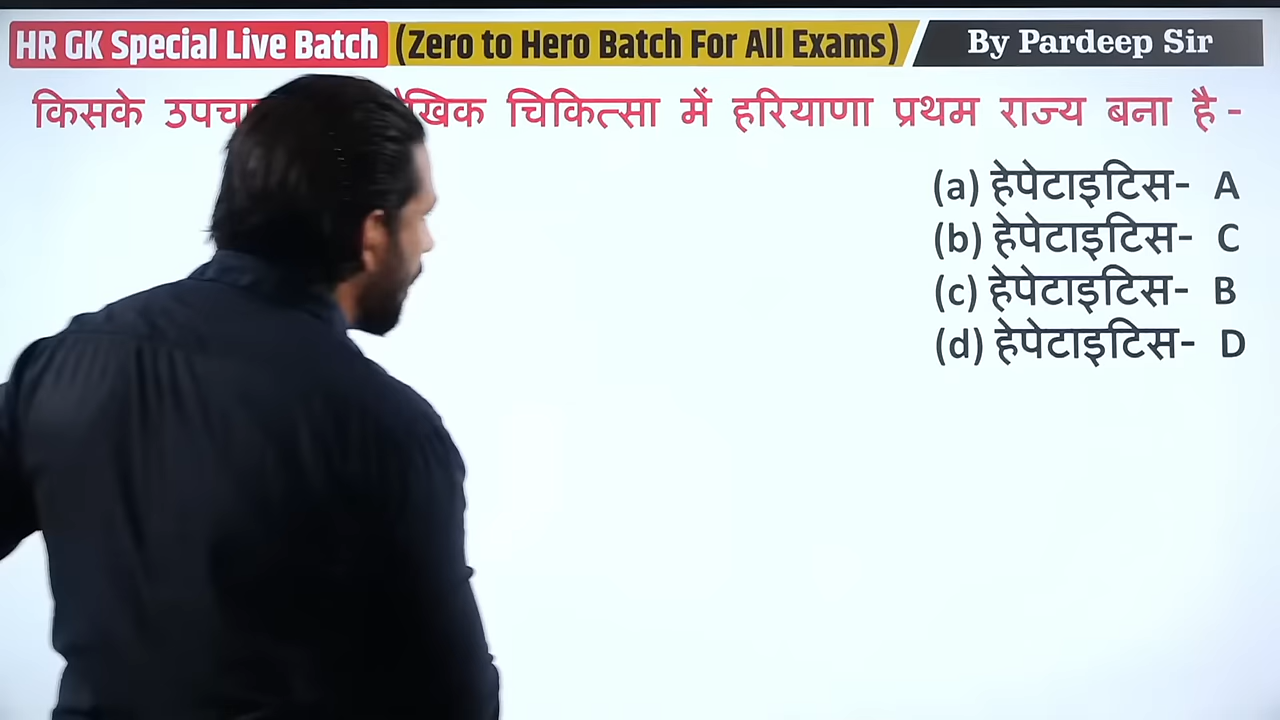 HR GK Special Live Batch (Zero to Hero Batch For All Exams) By Pardeep Sir
किसके चिकित्सा में हरियाणा प्रथम राज्य बना है -
(a) हेपेटाइटिस- A
(b) हेपेटाइटिस- C
(c) हेपेटाइटिस- B
(d) हेपेटाइटिस- D